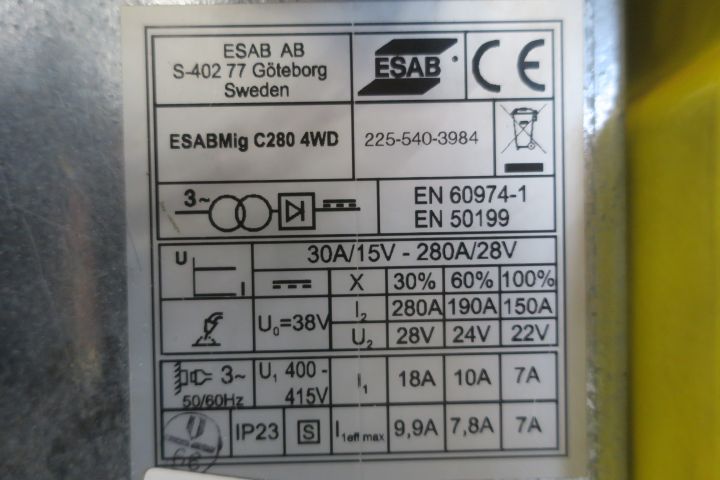 ESAB AB
S-402 77 Göteborg
Sweden
ESAB
CE
ESABMig C280 4WD
225-540-3984
3~
EN 60974-1
EN 50199
U
I
30A/15V - 280A/28V
X 30% 60% 100%
U0=38V
I2 280A 190A 150A
U2 28V 24V 22V
3~
50/60Hz
U1 400 -
415V
I1 18A 10A 7A
IP23 S I1eff max 9,9A 7,8A 7A